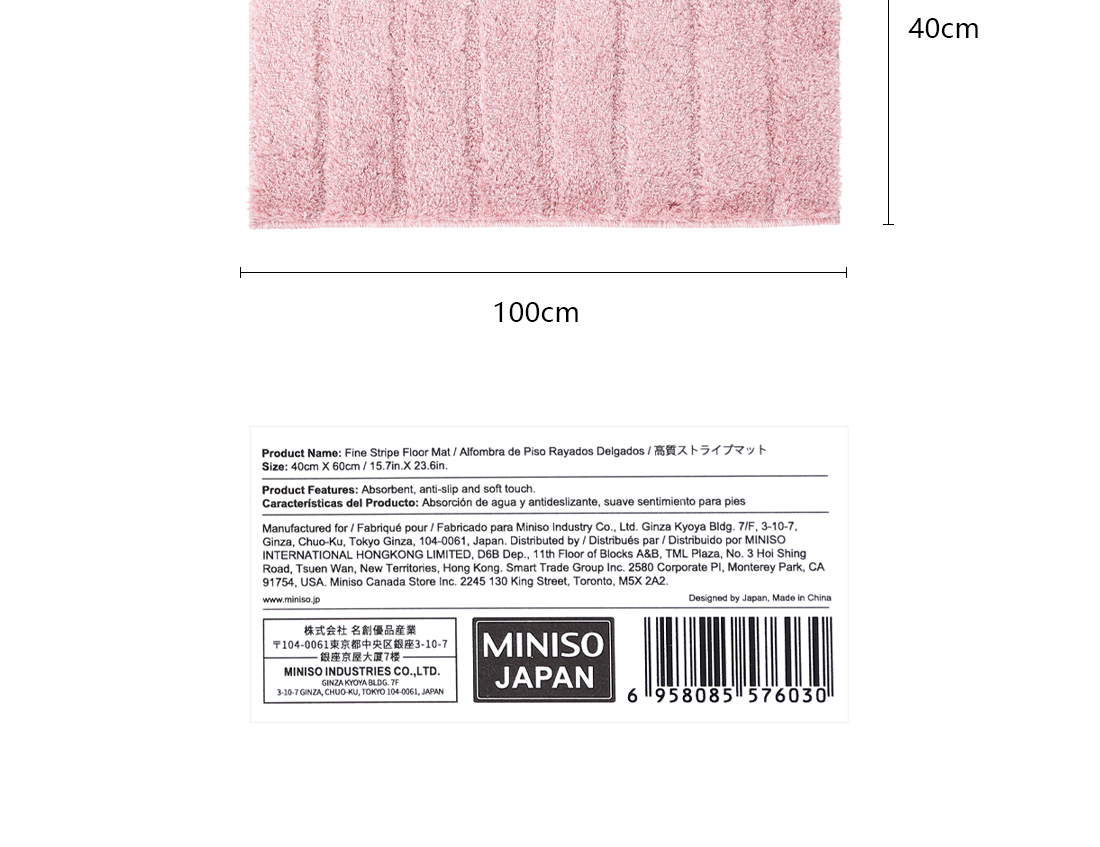 40cm
100cm
Product Name: Fine Stripe Floor Mat / Alfombra de Piso Rayados Delgados / 高質ストライプマット
Size: 40cm X 60cm / 15.7in.X 23.6in.
Product Features: Absorbent, anti-slip and soft touch.
Características del Producto: Absorción de agua y antideslizante, suave sentimiento para pies
Manufactured for / Fabriqué pour / Fabricado para Miniso Industry Co., Ltd. Ginza Kyoya Bldg. 7/F, 3-10-7,
Ginza, Chuo-Ku, Tokyo Ginza, 104-0061, Japan. Distributed by / Distribués par / Distribuido por MINISO
INTERNATIONAL HONGKONG LIMITED, D6B Dep., 11th Floor of Blocks A&B, TML Plaza, No. 3 Hoi Shing
Road, Tsuen Wan, New Territories, Hong Kong. Smart Trade Group Inc. 2580 Corporate Pl, Monterey Park, CA
91754, USA. Miniso Canada Store Inc. 2245 130 King Street, Toronto, M5X 2A2.
www.miniso.jp
Designed by Japan, Made in China
株式会社 名創優品産業
〒104-0061東京都中央区銀座3-10-7
銀座京屋大厦7楼
MINISO INDUSTRIES CO.,LTD.
GINZA KYOYA BLDG. 7F
3-10-7 GINZA, CHUO-KU, TOKYO 104-0061, JAPAN
MINISO
JAPAN
6 958085 576030